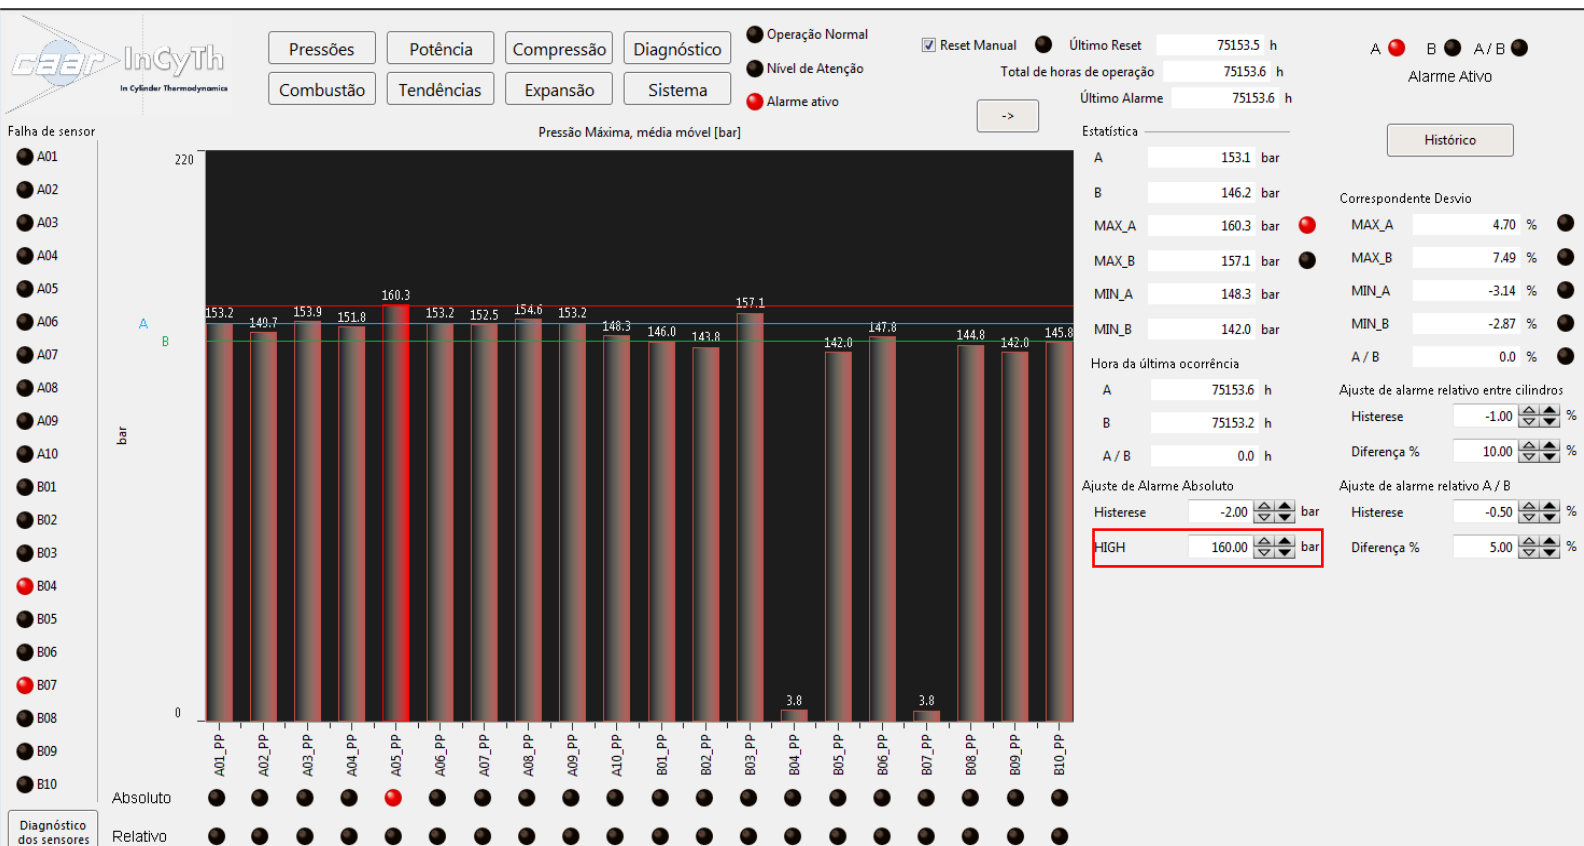 caar InCyTh
In Cylinder Thermodynamics
Pressões Potência Compressão Diagnóstico
Combustão Tendências Expansão Sistema
Operação Normal
Nível de Atenção
Alarme ativo
Reset Manual Último Reset 75153.5 h
Total de horas de operação 75153.6 h
Último Alarme 75153.6 h
->
A B A/B
Alarme Ativo
Histórico
Falha de sensor
A01
A02
A03
A04
A05
A06
A07
A08
A09
A10
B01
B02
B03
B04
B05
B06
B07
B08
B09
B10
Diagnóstico
dos sensores
Pressão Máxima, média móvel [bar]
220
A
B
bar
0
153.2 149.7 153.9 151.8 160.3 153.2 152.5 154.6 153.2 148.3 146.0 143.8 157.1 3.8 142.0 147.8 3.8 144.8 142.0 145.8
A01_PP A02_PP A03_PP A04_PP A05_PP A06_PP A07_PP A08_PP A09_PP A10_PP B01_PP B02_PP B03_PP B04_PP B05_PP B06_PP B07_PP B08_PP B09_PP B10_PP
Absoluto
Relativo
Estatística
A 153.1 bar
B 146.2 bar
MAX_A 160.3 bar
MAX_B 157.1 bar
MIN_A 148.3 bar
MIN_B 142.0 bar
Hora da última ocorrência
A 75153.6 h
B 75153.2 h
A / B 0.0 h
Ajuste de Alarme Absoluto
Histerese -2.00 bar
HIGH 160.00 bar
Correspondente Desvio
MAX_A 4.70 %
MAX_B 7.49 %
MIN_A -3.14 %
MIN_B -2.87 %
A / B 0.0 %
Ajuste de alarme relativo entre cilindros
Histerese -1.00 %
Diferença % 10.00 %
Ajuste de alarme relativo A / B
Histerese -0.50 %
Diferença % 5.00 %